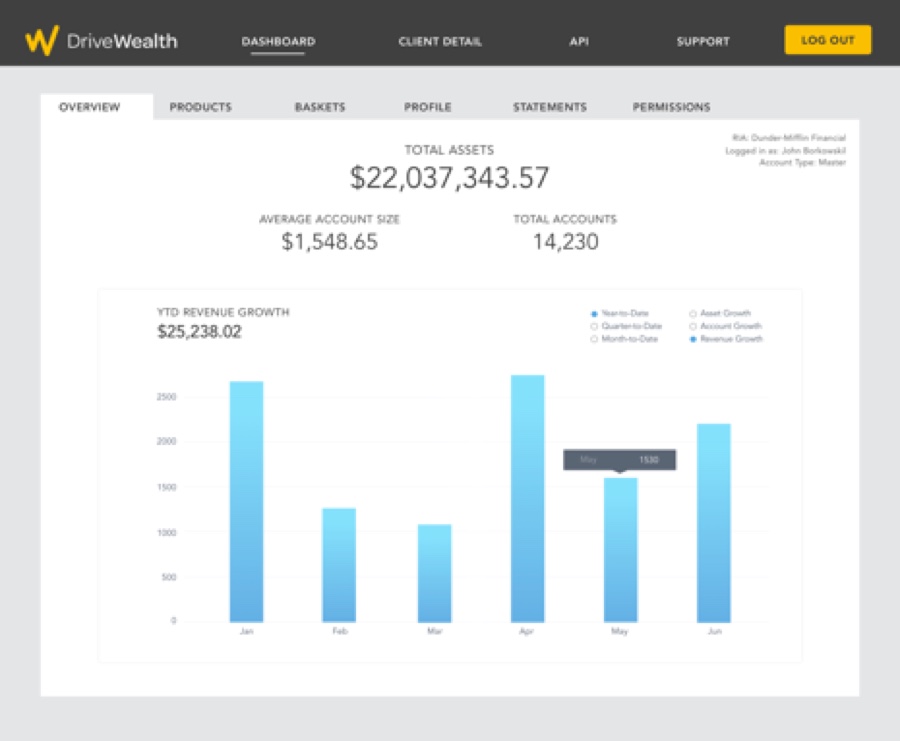 DriveWealth
DASHBOARD CLIENT DETAIL API SUPPORT LOG OUT
OVERVIEW PRODUCTS BASKETS PROFILE STATEMENTS PERMISSIONS
RIA: Dunder-Mifflin Financial
Logged in as: John Borkowskil
Account Type: Master
TOTAL ASSETS
$22,037,343.57
AVERAGE ACCOUNT SIZE TOTAL ACCOUNTS
$1,548.65 14,230
YTD REVENUE GROWTH
$25,238.02
Year-to-Date Asset Growth
Quarter-to-Date Account Growth
Month-to-Date Revenue Growth
2500
2000
May 1530
1500
1000
500
0
Jan Feb Mar Apr May Jun